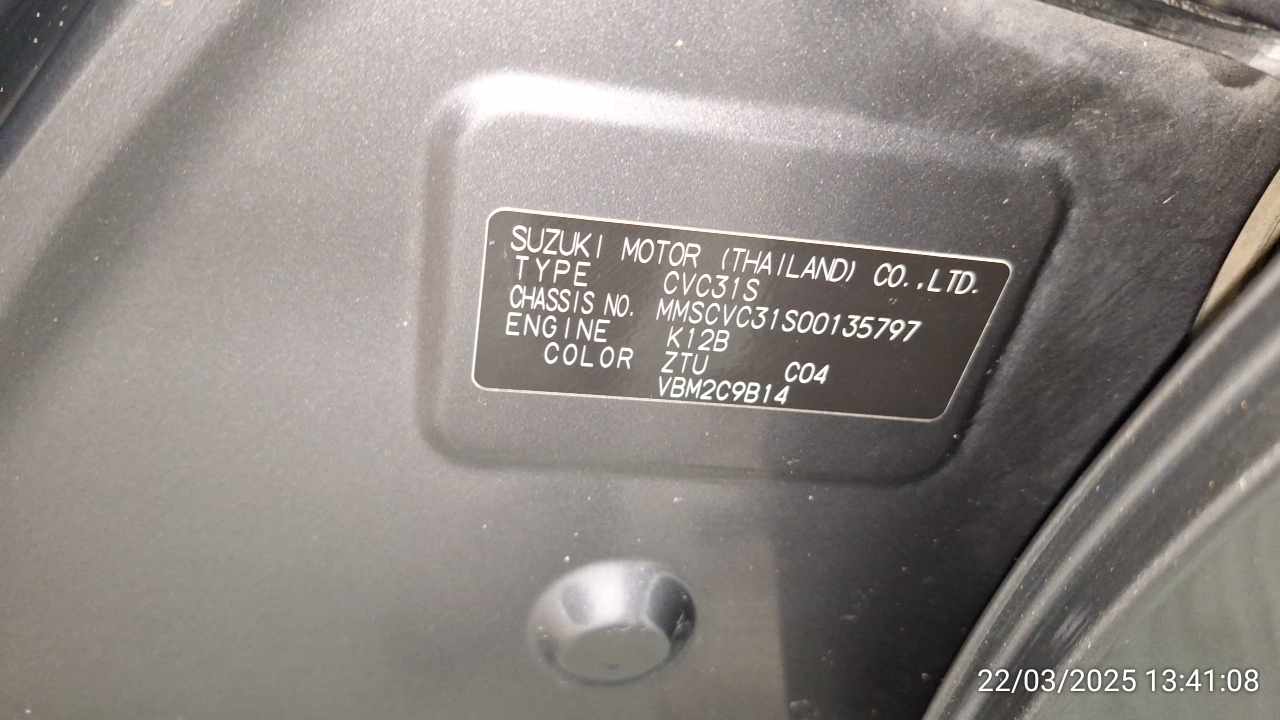 SUZUKI MOTOR (THAILAND) CO.,LTD.
TYPE CVC31S
CHASSIS NO. MMSCVC31S00135797
ENGINE K12B
COLOR ZTU C04
VBM2C9B14
22/03/2025 13:41:08